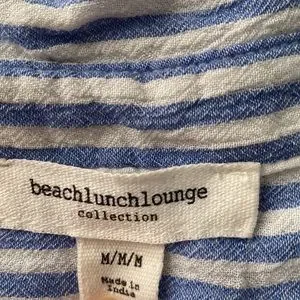 beachlunchlounge
collection
M/M/M
Made in
India